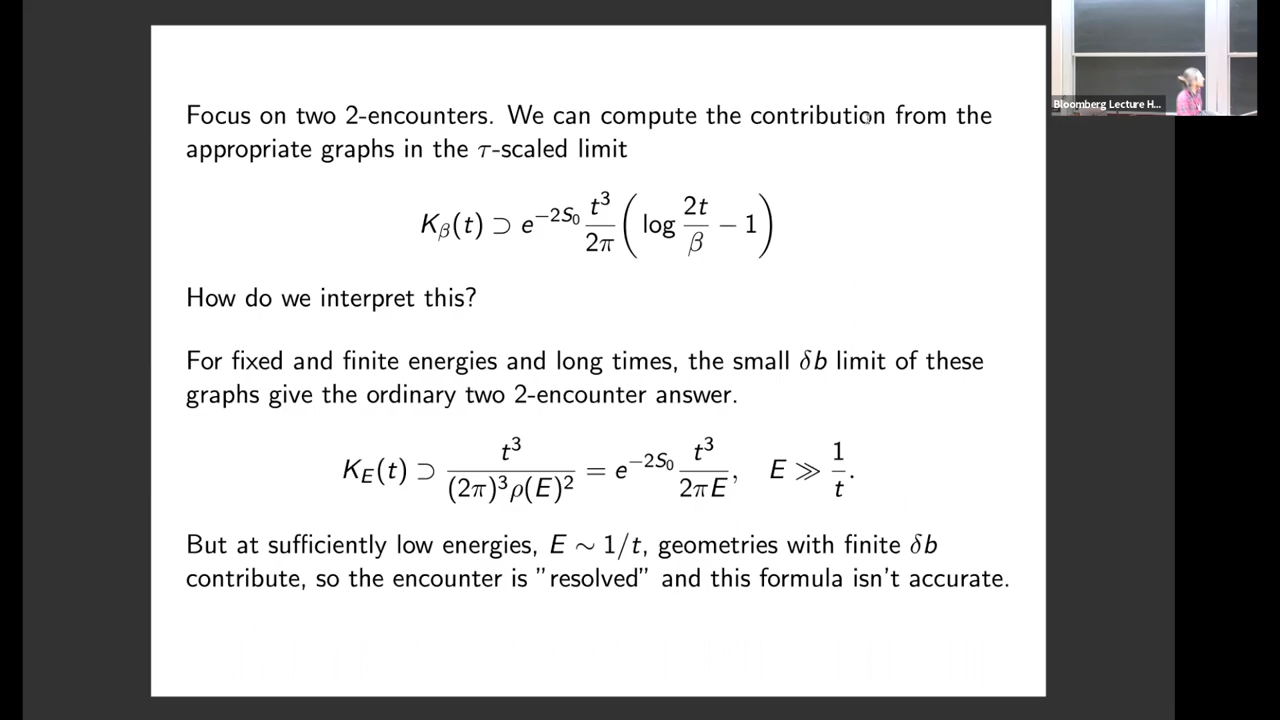 Focus on two 2-encounters. We can compute the contribution from the
appropriate graphs in the τ-scaled limit
K_β(t) ⊃ e^{-2S_0} \frac{t^3}{2π} ( log \frac{2t}{β} − 1 )
How do we interpret this?
For fixed and finite energies and long times, the small δb limit of these
graphs give the ordinary two 2-encounter answer.
K_E(t) ⊃ \frac{t^3}{(2π)^3 ρ(E)^2} = e^{-2S_0} \frac{t^3}{2πE}, E ≫ \frac{1}{t}.
But at sufficiently low energies, E ∼ 1/t, geometries with finite δb
contribute, so the encounter is ”resolved” and this formula isn't accurate.
Bloomberg Lecture H...